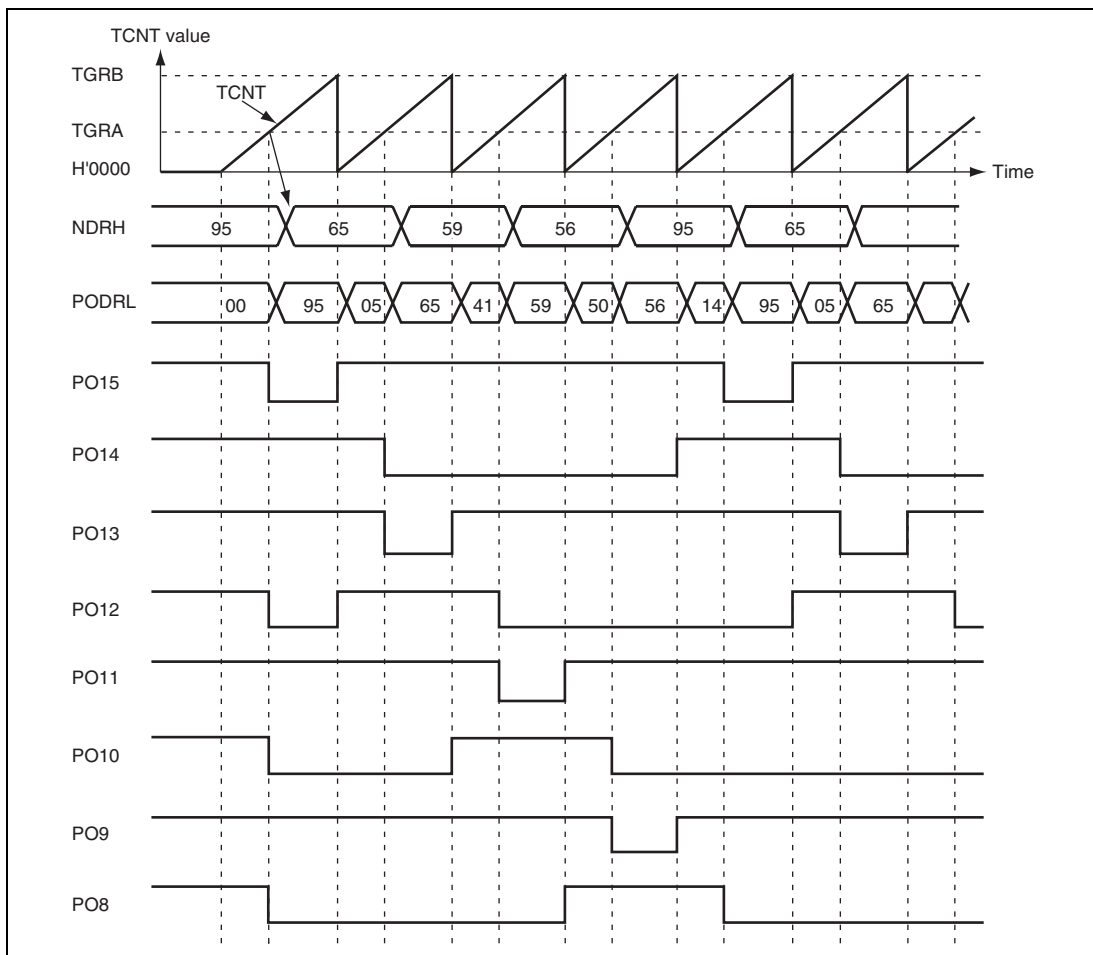 TCNT value
TGRB
TCNT
TGRA
H'0000
Time
NDRH 95 65 59 56 95 65
PODRL 00 95 05 65 41 59 50 56 14 95 05 65
PO15
PO14
PO13
PO12
PO11
PO10
PO9
PO8